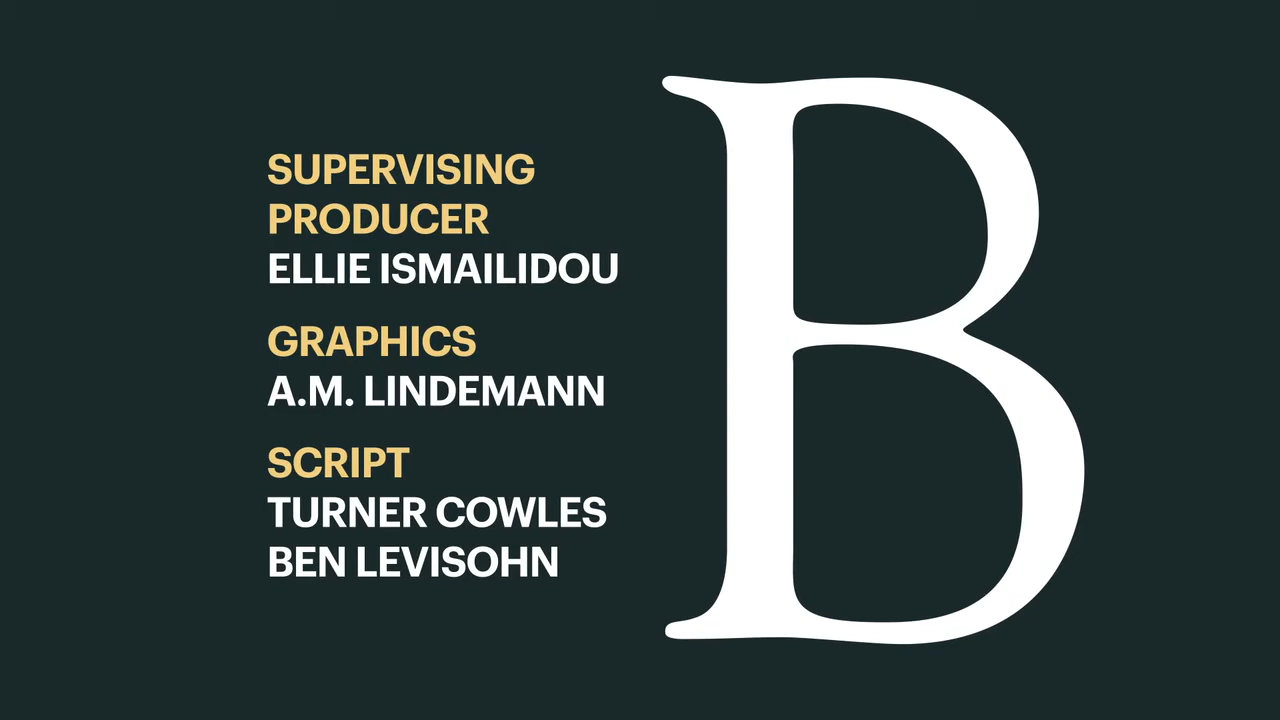 SUPERVISING
PRODUCER
ELLIE ISMAILIDOU
GRAPHICS
A.M. LINDEMANN
SCRIPT
TURNER COWLES
BEN LEVISOHN
B